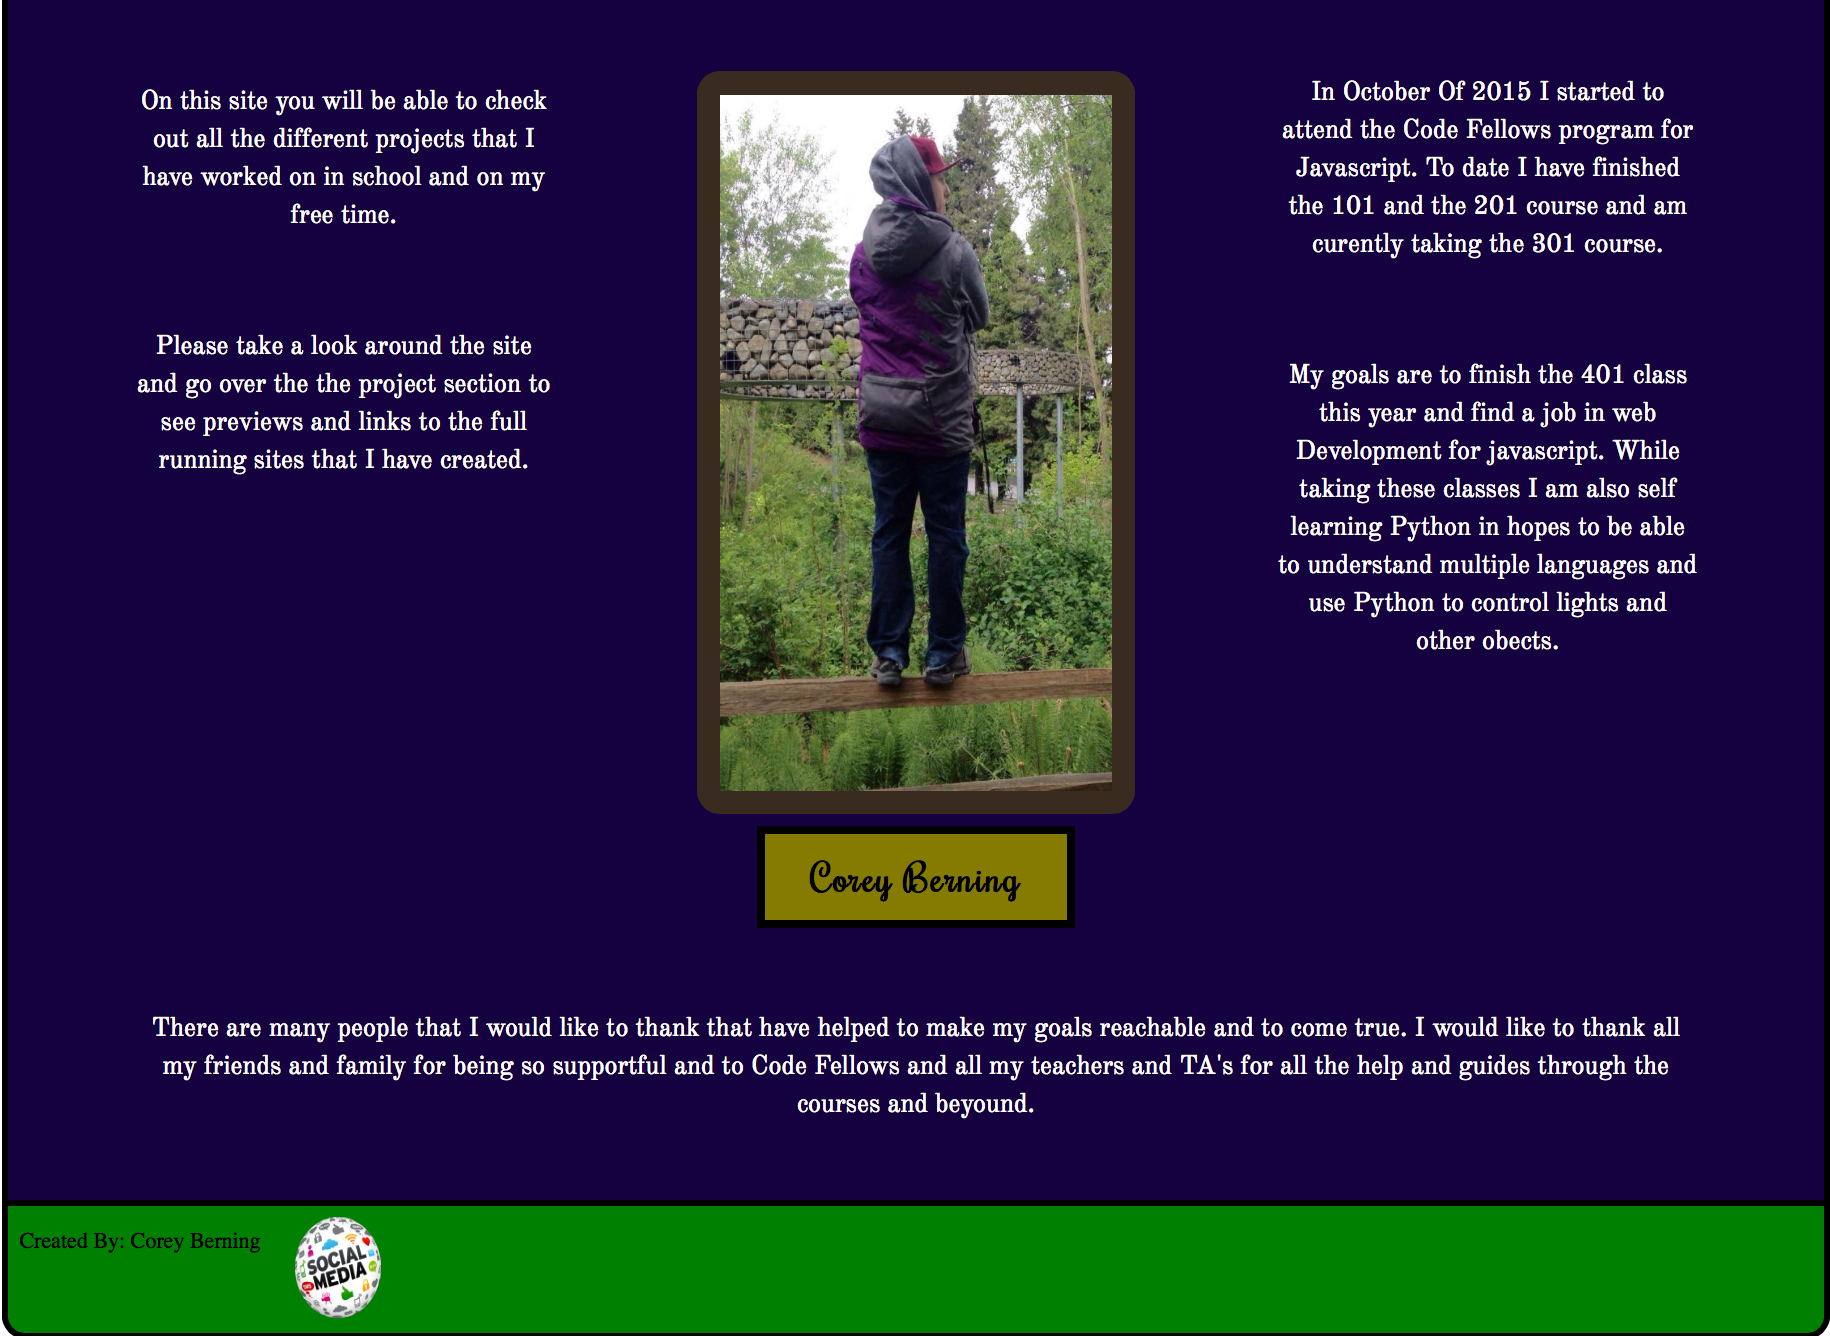 On this site you will be able to check
out all the different projects that I
have worked on in school and on my
free time.
Please take a look around the site
and go over the the project section to
see previews and links to the full
running sites that I have created.
In October Of 2015 I started to
attend the Code Fellows program for
Javascript. To date I have finished
the 101 and the 201 course and am
curently taking the 301 course.
My goals are to finish the 401 class
this year and find a job in web
Development for javascript. While
taking these classes I am also self
learning Python in hopes to be able
to understand multiple languages and
use Python to control lights and
other obects.
Corey Berning
There are many people that I would like to thank that have helped to make my goals reachable and to come true. I would like to thank all
my friends and family for being so supportful and to Code Fellows and all my teachers and TA's for all the help and guides through the
courses and beyound.
Created By: Corey Berning
SOCIAL
MEDIA